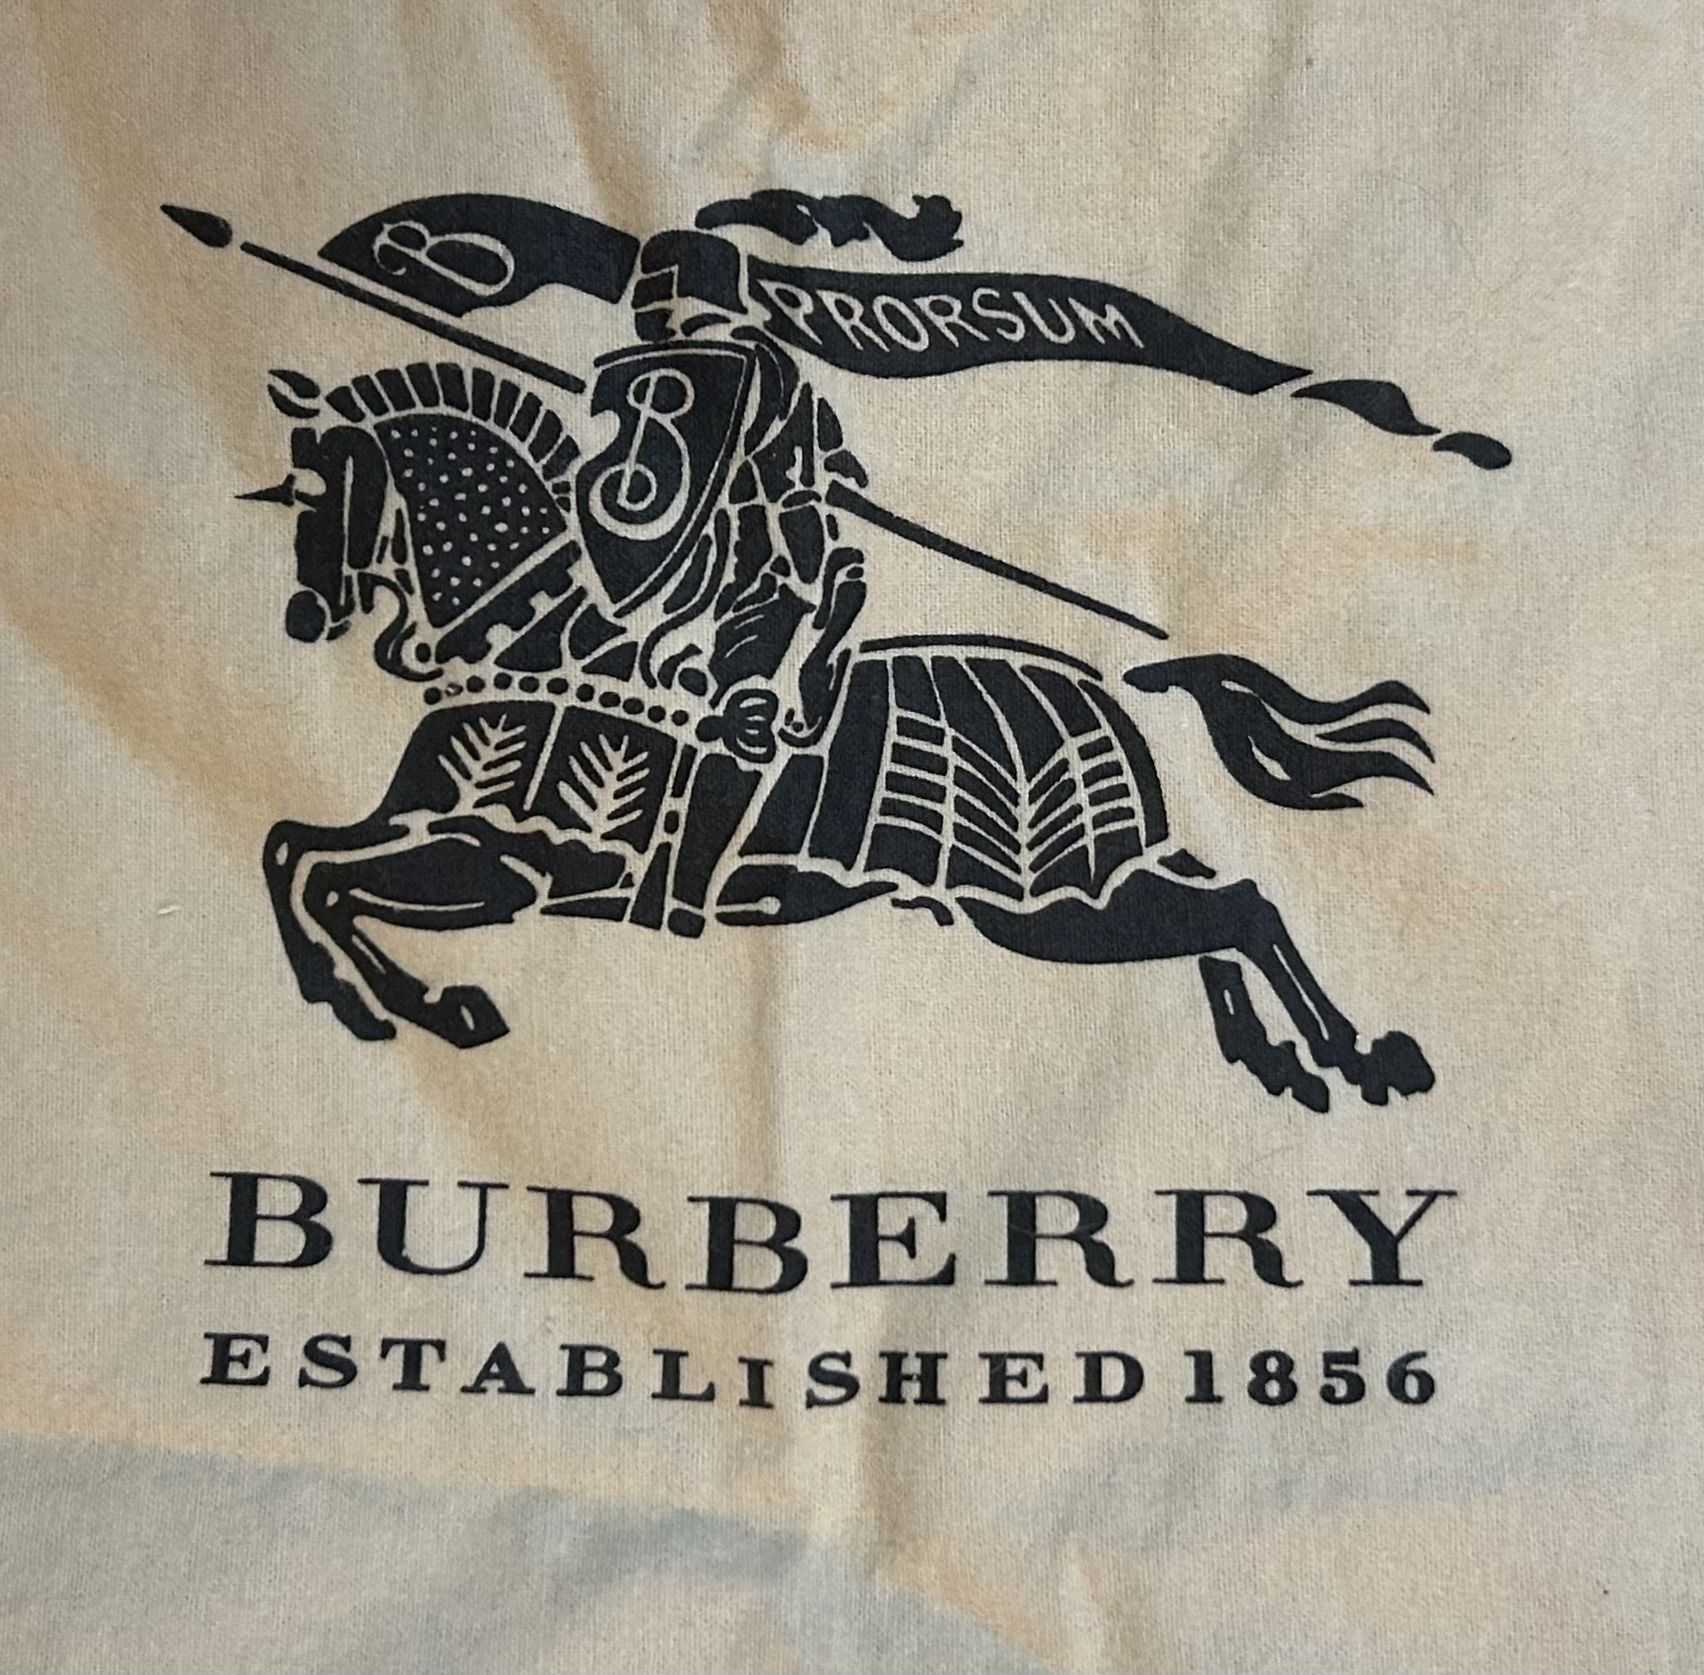 B
PRORSUM
B
BURBERRY
ESTABLISHED 1856